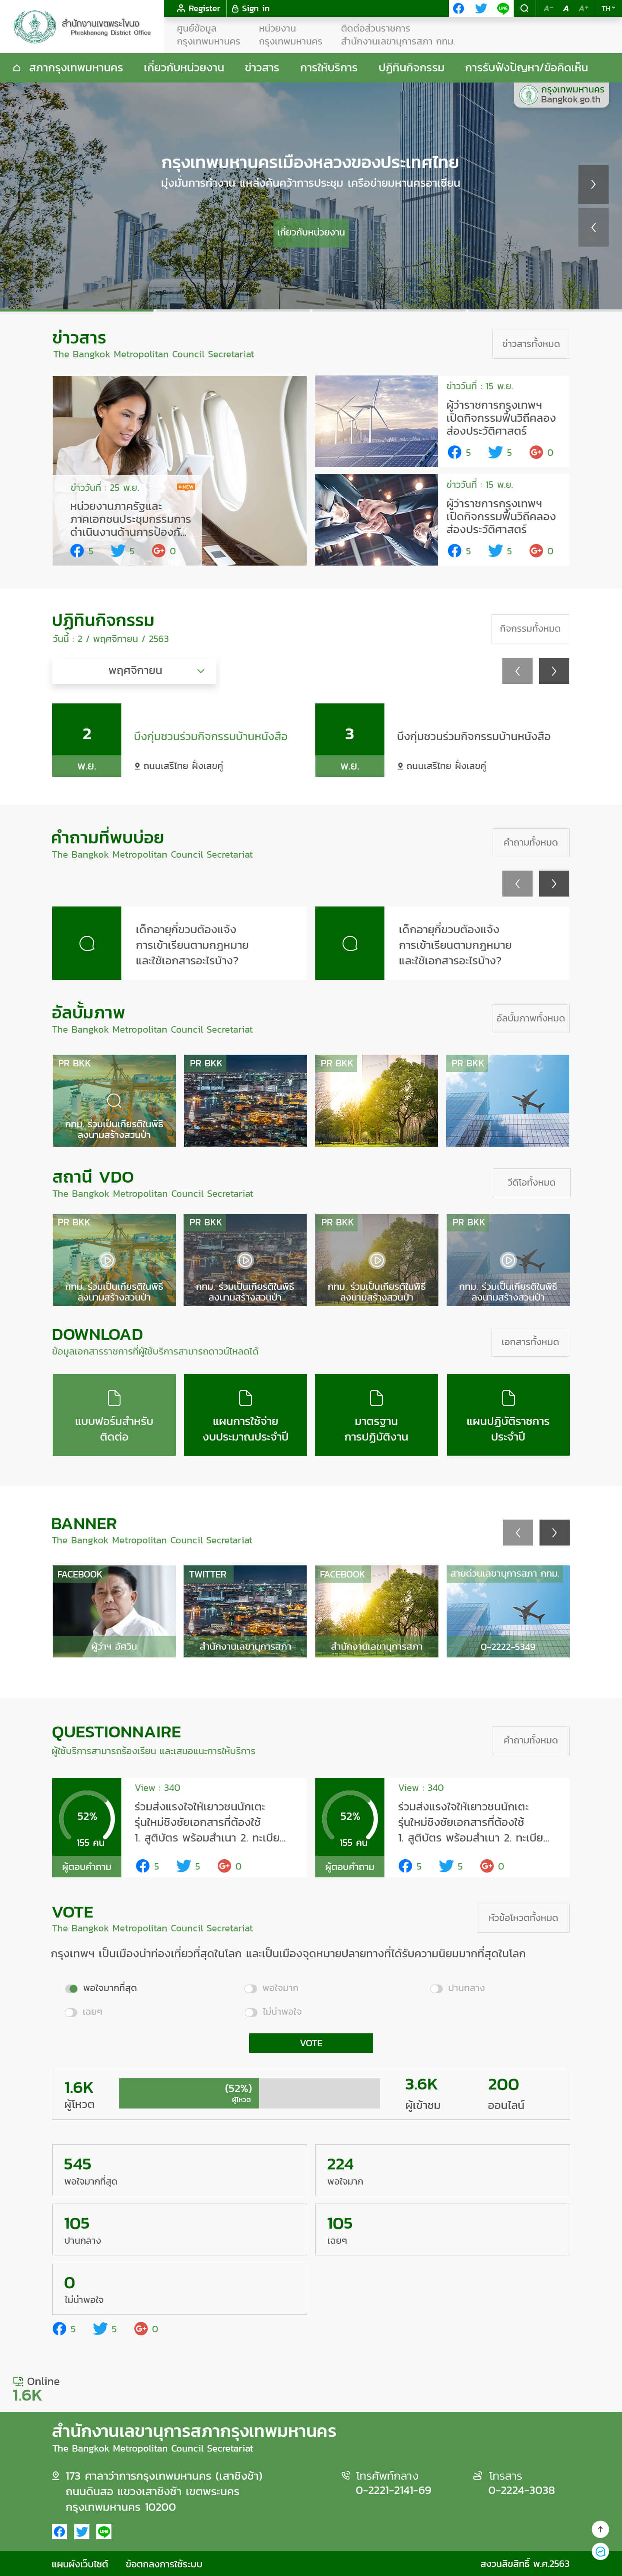 สำนักงานเขตพระโขนง
Phrakhanong District Office
Register
Sign in
A-
A
A+
TH
ศูนย์ข้อมูล
กรุงเทพมหานคร
หน่วยงาน
กรุงเทพมหานคร
ติดต่อส่วนราชการ
สำนักงานเลขานุการสภา กทม.
สภากรุงเทพมหานคร
เกี่ยวกับหน่วยงาน
ข่าวสาร
การให้บริการ
ปฏิทินกิจกรรม
การรับฟังปัญหา/ข้อคิดเห็น
กรุงเทพมหานคร
Bangkok.go.th
กรุงเทพมหานครเมืองหลวงของประเทศไทย
มุ่งมั่นการทำงาน แหล่งค้นคว้าการประชุม เครือข่ายมหานครอาเซียน
เกี่ยวกับหน่วยงาน
ข่าวสาร
The Bangkok Metropolitan Council Secretariat
ข่าวสารทั้งหมด
ข่าววันที่ : 25 พ.ย.
NEW
หน่วยงานภาครัฐและ
ภาคเอกชนประชุมกรรมการ
ดำเนินงานด้านการป้องกั...
5
5
0
ข่าววันที่ : 15 พ.ย.
ผู้ว่าราชการกรุงเทพฯ
เปิดกิจกรรมฟื้นวิถีคลอง
ส่องประวัติศาสตร์
5
5
0
ข่าววันที่ : 15 พ.ย.
ผู้ว่าราชการกรุงเทพฯ
เปิดกิจกรรมฟื้นวิถีคลอง
ส่องประวัติศาสตร์
5
5
0
ปฏิทินกิจกรรม
วันนี้ : 2 / พฤศจิกายน / 2563
กิจกรรมทั้งหมด
พฤศจิกายน
2
พ.ย.
บึงกุ่มชวนร่วมกิจกรรมบ้านหนังสือ
ถนนเสรีไทย ฝั่งเลขคู่
3
พ.ย.
บึงกุ่มชวนร่วมกิจกรรมบ้านหนังสือ
ถนนเสรีไทย ฝั่งเลขคู่
คำถามที่พบบ่อย
The Bangkok Metropolitan Council Secretariat
คำถามทั้งหมด
เด็กอายุกี่ขวบต้องแจ้ง
การเข้าเรียนตามกฎหมาย
และใช้เอกสารอะไรบ้าง?
เด็กอายุกี่ขวบต้องแจ้ง
การเข้าเรียนตามกฎหมาย
และใช้เอกสารอะไรบ้าง?
อัลบั้มภาพ
The Bangkok Metropolitan Council Secretariat
อัลบั้มภาพทั้งหมด
PR BKK
กทม. ร่วมเป็นเกียรติในพิธี
ลงนามสร้างสวนป่า
PR BKK
PR BKK
PR BKK
สถานี VDO
The Bangkok Metropolitan Council Secretariat
วีดิโอทั้งหมด
PR BKK
กทม. ร่วมเป็นเกียรติในพิธี
ลงนามสร้างสวนป่า
PR BKK
กทม. ร่วมเป็นเกียรติในพิธี
ลงนามสร้างสวนป่า
PR BKK
กทม. ร่วมเป็นเกียรติในพิธี
ลงนามสร้างสวนป่า
PR BKK
กทม. ร่วมเป็นเกียรติในพิธี
ลงนามสร้างสวนป่า
DOWNLOAD
ข้อมูลเอกสารราชการที่ผู้ใช้บริการสามารถดาวน์โหลดได้
เอกสารทั้งหมด
แบบฟอร์มสำหรับ
ติดต่อ
แผนการใช้จ่าย
งบประมาณประจำปี
มาตรฐาน
การปฏิบัติงาน
แผนปฏิบัติราชการ
ประจำปี
BANNER
The Bangkok Metropolitan Council Secretariat
FACEBOOK
ผู้ว่าฯ อัศวิน
TWITTER
สำนักงานเลขานุการสภา
FACEBOOK
สำนักงานเลขานุการสภา
สายด่วนเลขานุการสภา กทม.
0-2222-5349
QUESTIONNAIRE
ผู้ใช้บริการสามารถร้องเรียน และเสนอแนะการให้บริการ
คำถามทั้งหมด
52%
155 คน
ผู้ตอบคำถาม
View : 340
ร่วมส่งแรงใจให้เยาวชนนักเตะ
รุ่นใหม่ชิงชัยเอกสารที่ต้องใช้
1. สูติบัตร พร้อมสำเนา 2. ทะเบีย...
5
5
0
52%
155 คน
ผู้ตอบคำถาม
View : 340
ร่วมส่งแรงใจให้เยาวชนนักเตะ
รุ่นใหม่ชิงชัยเอกสารที่ต้องใช้
1. สูติบัตร พร้อมสำเนา 2. ทะเบีย...
5
5
0
VOTE
The Bangkok Metropolitan Council Secretariat
หัวข้อโหวตทั้งหมด
กรุงเทพฯ เป็นเมืองน่าท่องเที่ยวที่สุดในโลก และเป็นเมืองจุดหมายปลายทางที่ได้รับความนิยมมากที่สุดในโลก
พอใจมากที่สุด
พอใจมาก
ปานกลาง
เฉยๆ
ไม่น่าพอใจ
VOTE
1.6K
ผู้โหวต
(52%)
ผู้โหวต
3.6K
ผู้เข้าชม
200
ออนไลน์
545
พอใจมากที่สุด
224
พอใจมาก
105
ปานกลาง
105
เฉยๆ
0
ไม่น่าพอใจ
5
5
0
Online
1.6K
สำนักงานเลขานุการสภากรุงเทพมหานคร
The Bangkok Metropolitan Council Secretariat
173 ศาลาว่าการกรุงเทพมหานคร (เสาชิงช้า)
ถนนดินสอ แขวงเสาชิงช้า เขตพระนคร
กรุงเทพมหานคร 10200
โทรศัพท์กลาง
0-2221-2141-69
โทรสาร
0-2224-3038
แผนผังเว็บไซต์
ข้อตกลงการใช้ระบบ
สงวนลิขสิทธิ์ พ.ศ.2563